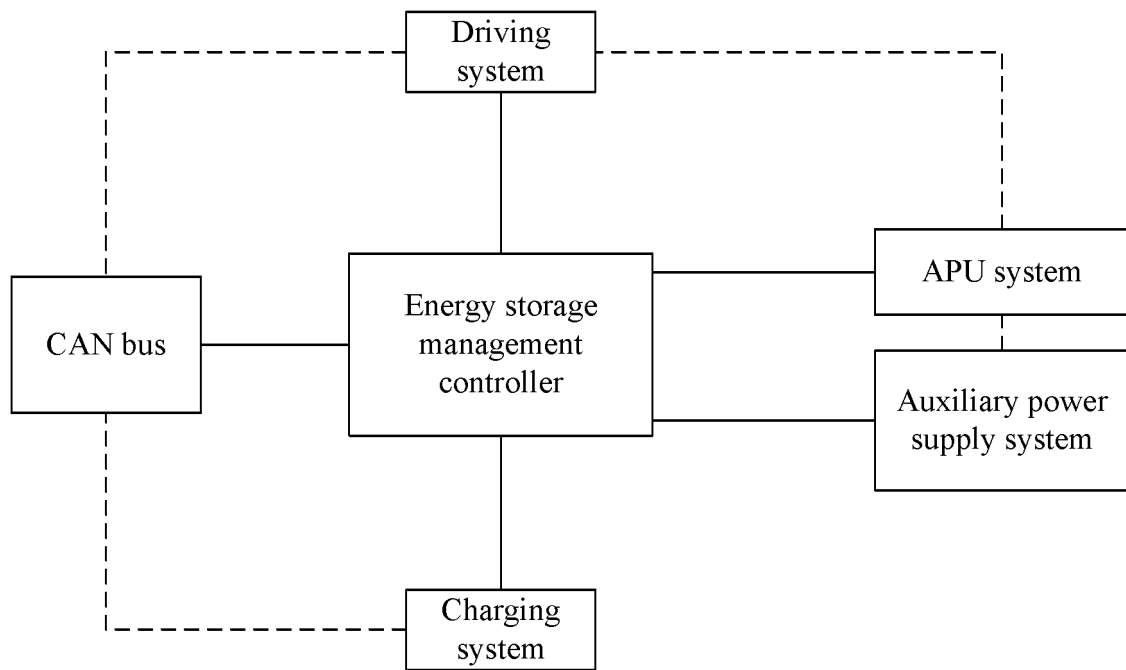 Driving
system
APU system
Energy storage
management
controller
CAN bus
Auxiliary power
supply system
Charging
system